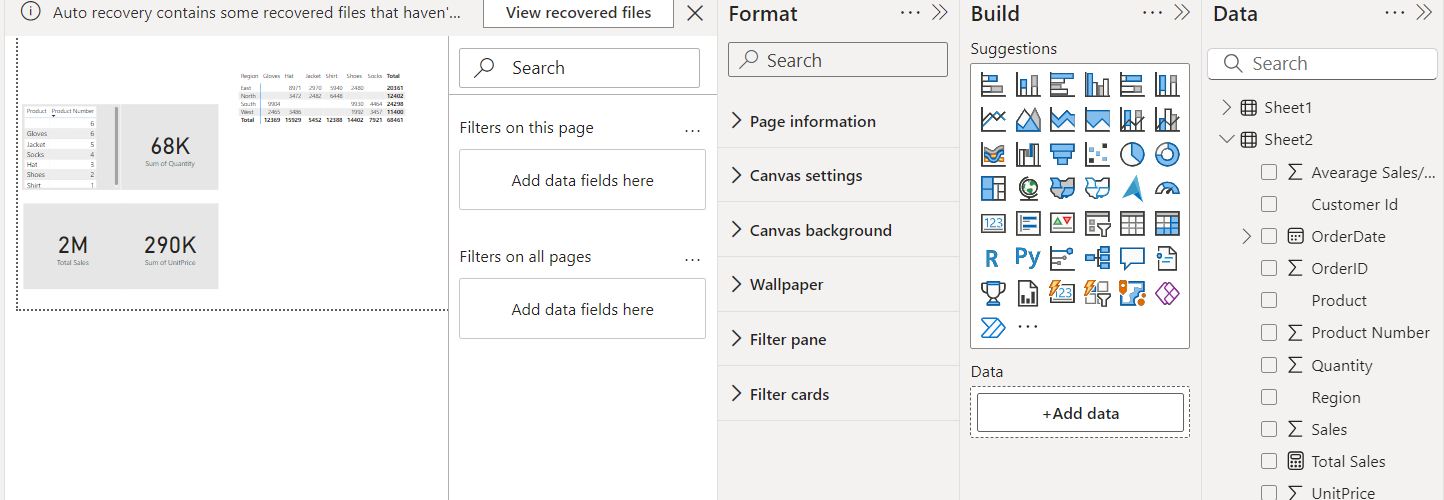 Auto recovery contains some recovered files that haven'...
View recovered files
Region Gloves Hat Jacket Shirt Shoes Socks Total
East 8971 2970 5940 2480 20361
North 3472 2482 6448 12402
South 9904 9930 4464 24298
West 2465 3486 1992 3457 11400
Total 12369 15929 5452 12388 14402 7921 68461
Product Product Number
6
Gloves 6
Jacket 5
Socks 4
Hat 3
Shoes 2
Shirt 1
68K
Sum of Quantity
2M
Total Sales
290K
Sum of UnitPrice
Search
Filters on this page ...
Add data fields here
Filters on all pages ...
Add data fields here
Format ...
Search
Page information
Canvas settings
Canvas background
Wallpaper
Filter pane
Filter cards
Build ...
Suggestions
123
R Py
123
...
Data
+Add data
Data ...
Search
Sheet1
Sheet2
Avearage Sales/...
Customer Id
OrderDate
OrderID
Product
Product Number
Quantity
Region
Sales
Total Sales
UnitPrice